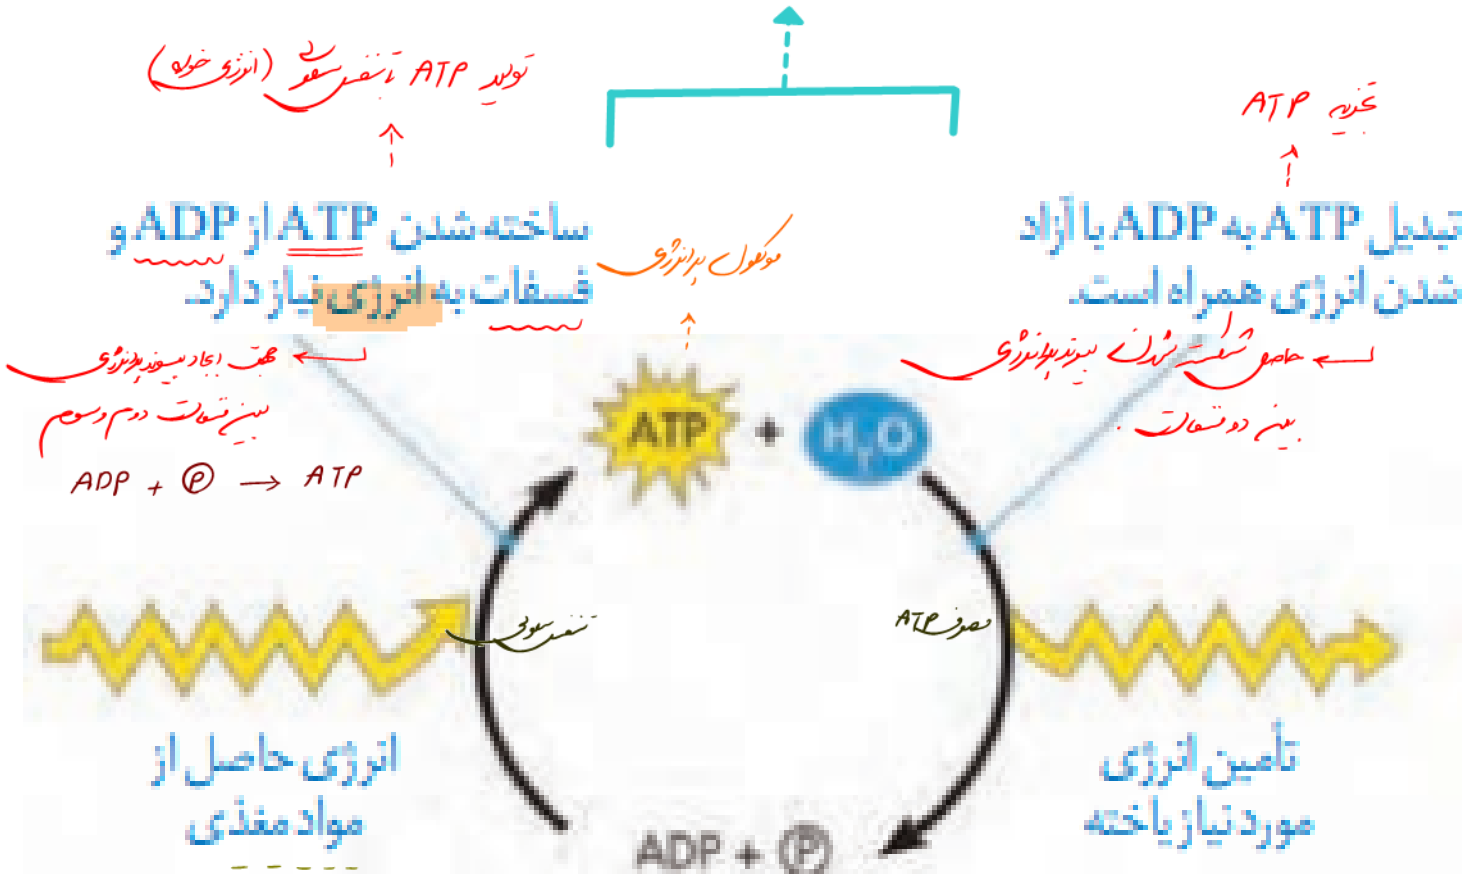 تولید ATP با تنفس سلولی (انرژی خواه)
تجزیه ATP
ساخته شدن ATP از ADP و
فسفات به انرژی نیاز دارد.
تبدیل ATP به ADP با آزاد
شدن انرژی همراه است.
مولکول پرانرژی
جهت ایجاد پیوند پرانرژی
بین فسفات دوم و سوم
ADP + P → ATP
حاصل شکسته شدن پیوند پرانرژی
بین دو فسفات
ATP + H₂O
تنفس سلولی
مصرف ATP
انرژی حاصل از
مواد مغذی
تأمین انرژی
مورد نیاز یاخته
ADP + P